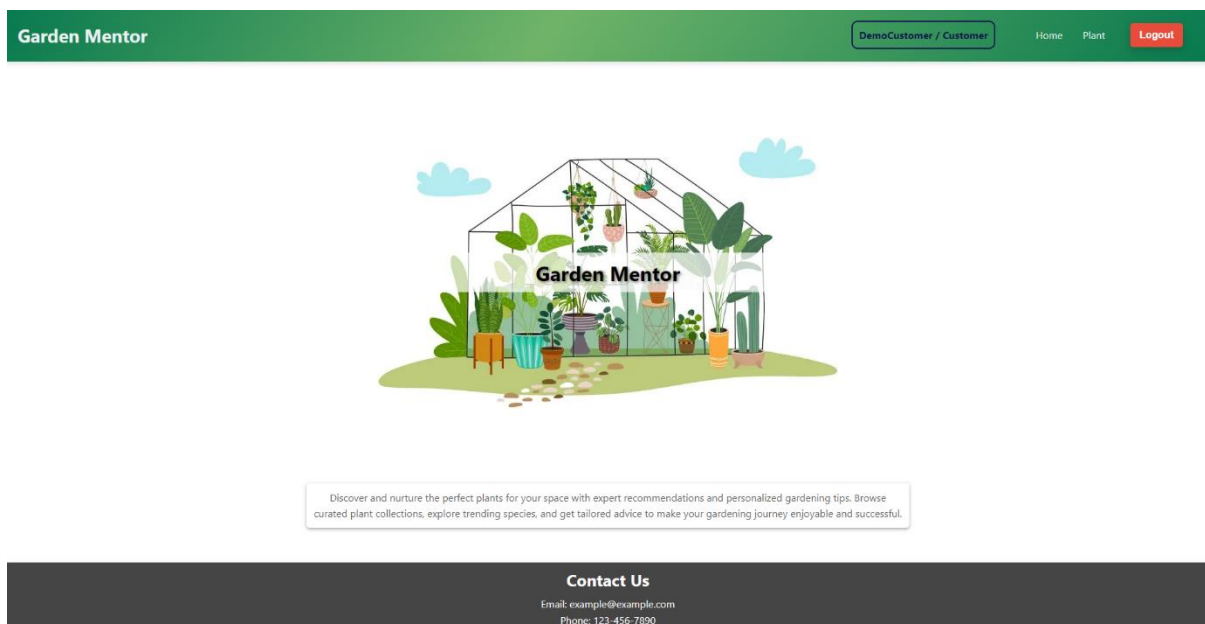 Garden Mentor
DemoCustomer / Customer
Home
Plant
Logout
Garden Mentor
Discover and nurture the perfect plants for your space with expert recommendations and personalized gardening tips. Browse
curated plant collections, explore trending species, and get tailored advice to make your gardening journey enjoyable and successful.
Contact Us
Email: example@example.com
Phone: 123-456-7890